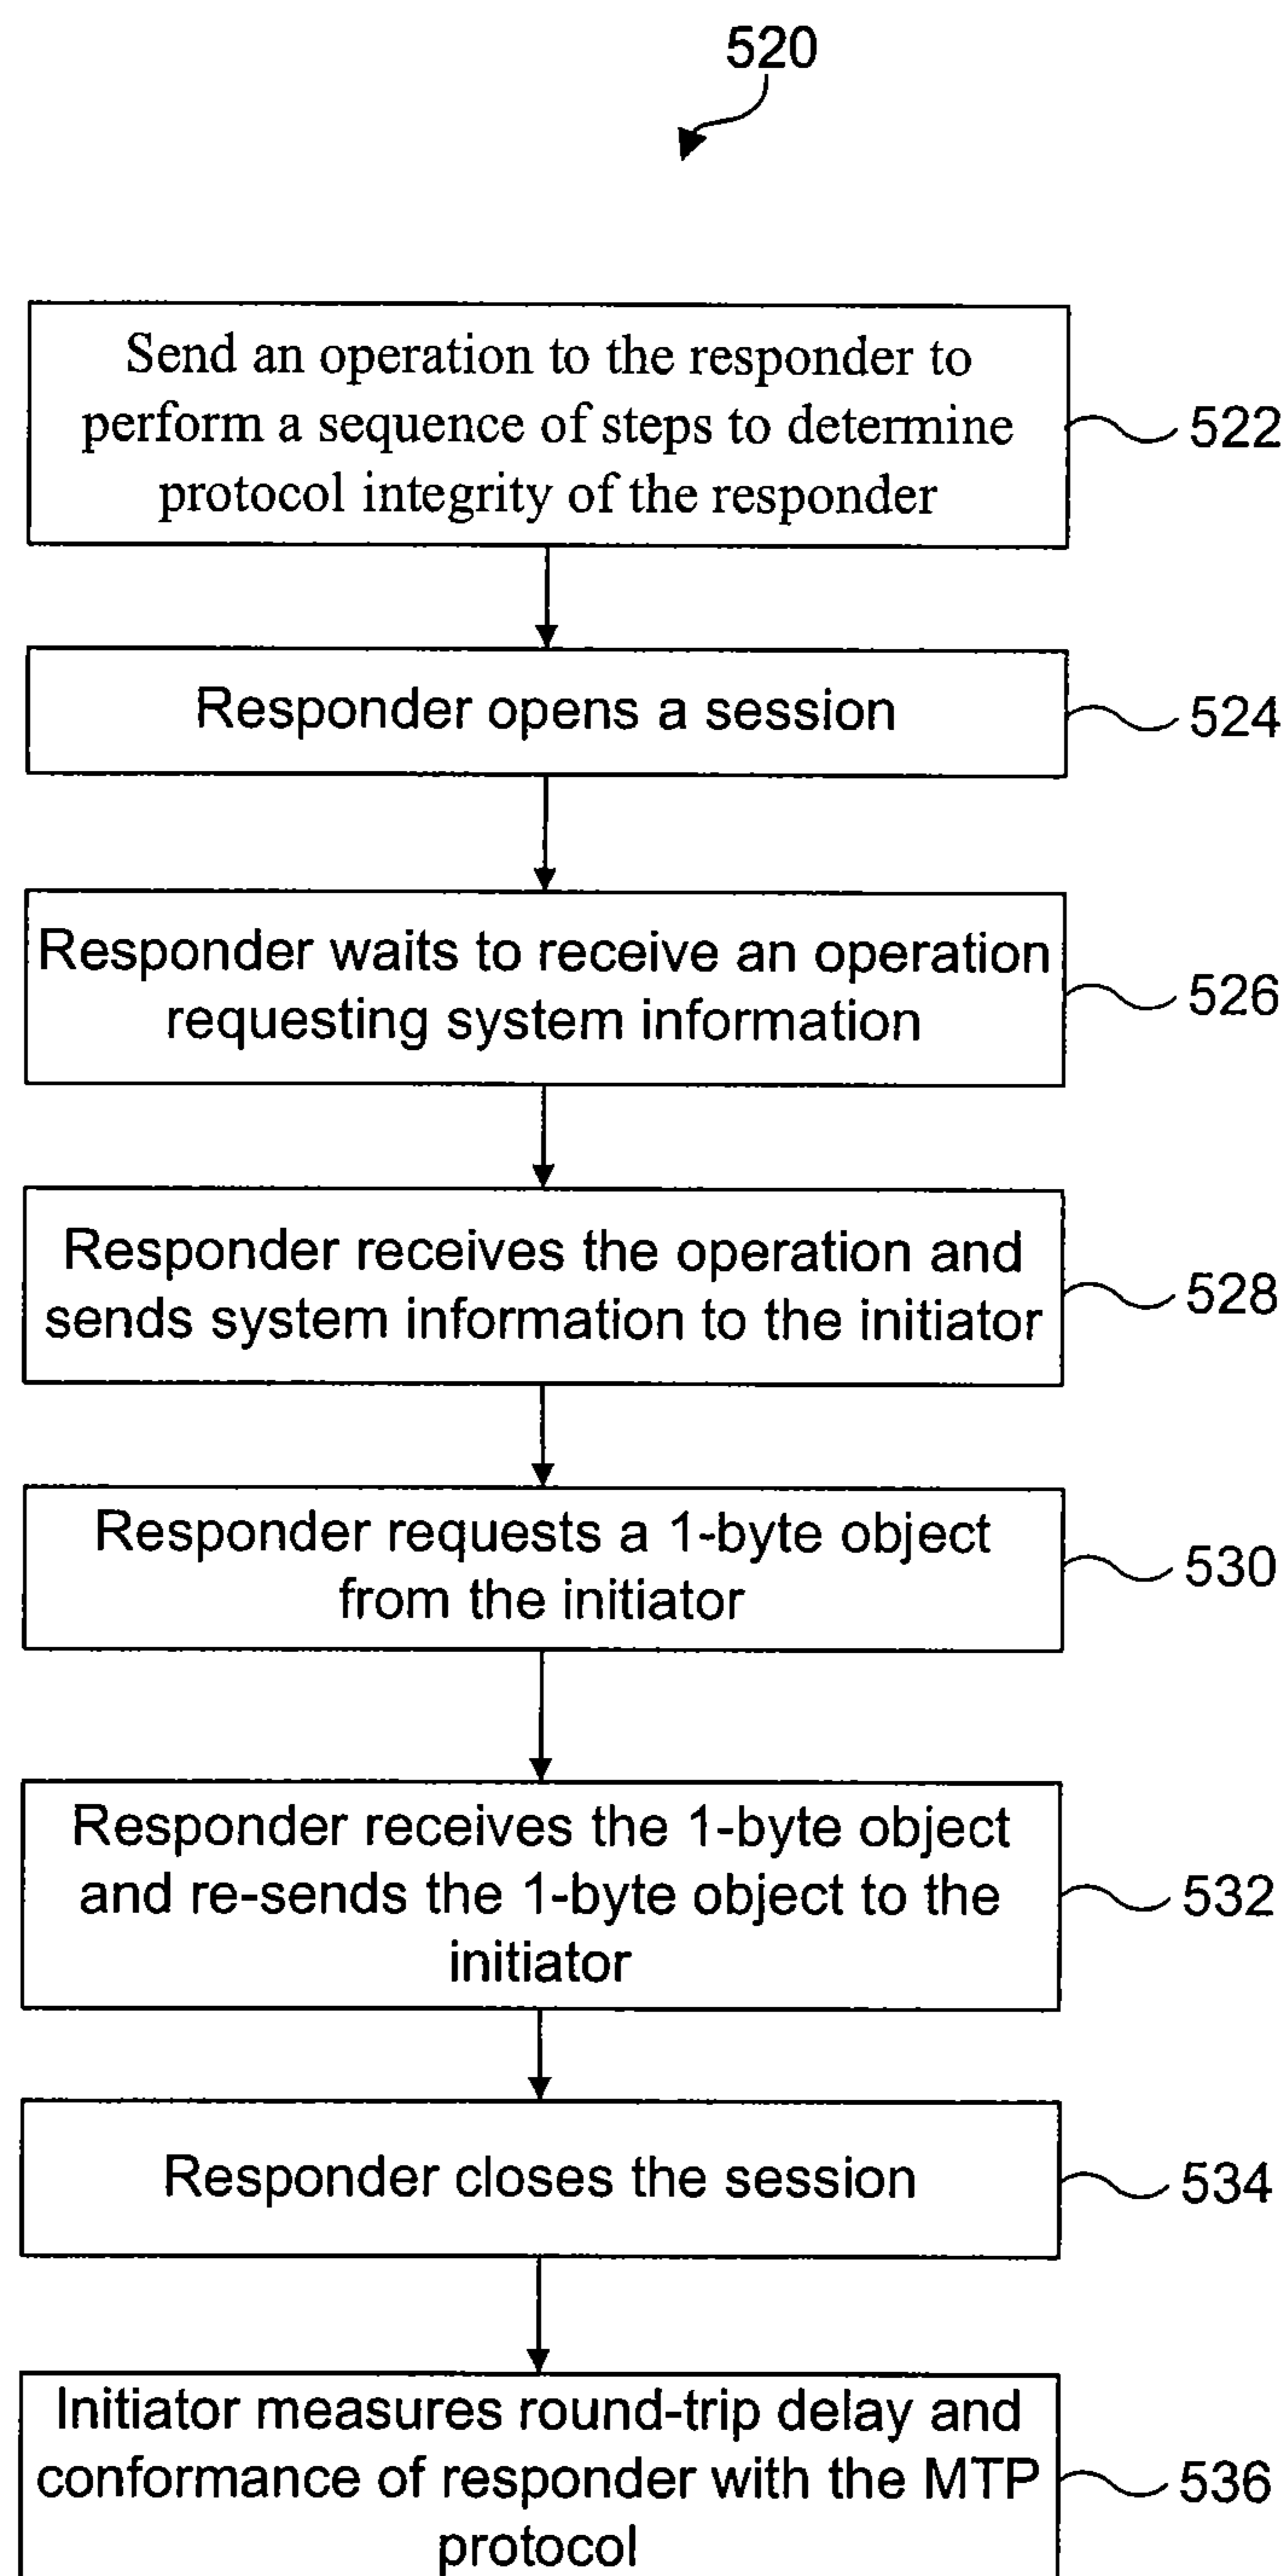 520
Send an operation to the responder to
perform a sequence of steps to determine
protocol integrity of the responder
522
Responder opens a session
524
Responder waits to receive an operation
requesting system information
526
Responder receives the operation and
sends system information to the initiator
528
Responder requests a 1-byte object
from the initiator
530
Responder receives the 1-byte object
and re-sends the 1-byte object to the
initiator
532
Responder closes the session
534
Initiator measures round-trip delay and
conformance of responder with the MTP
protocol
536